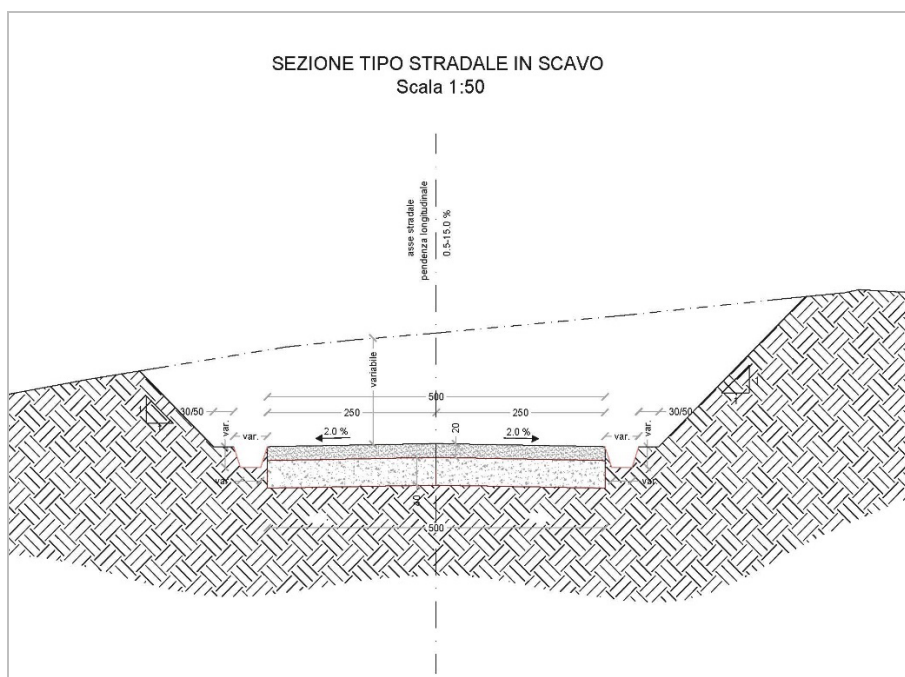 SEZIONE TIPO STRADALE IN SCAVO
Scala 1:50
asse stradale
pendenza longitudinale
0.5-15.0 %
variabile
500
250
250
30/50
30/50
1
1
1
1
var.
var.
var.
var.
2.0 %
20
2.0 %
var.
var.
40
500